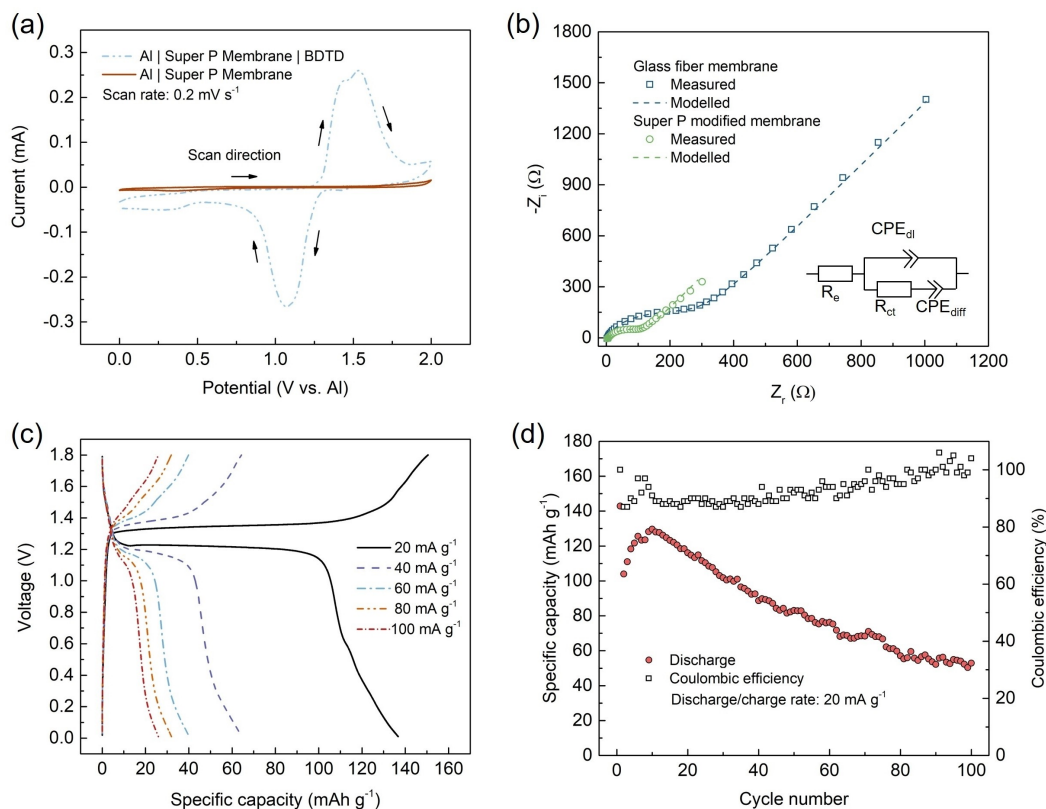 (a)
Al | Super P Membrane | BDTD
Al | Super P Membrane
Scan rate: 0.2 mV s⁻¹
Scan direction
0.3
0.2
0.1
0.0
-0.1
-0.2
-0.3
Current (mA)
0.0 0.5 1.0 1.5 2.0
Potential (V vs. Al)
(b)
Glass fiber membrane
Measured
Modelled
Super P modified membrane
Measured
Modelled
1800
1500
1200
900
600
300
0
-Zᵢ (Ω)
CPE_dl
R_e
R_ct
CPE_diff
0 200 400 600 800 1000 1200
Z_r (Ω)
(c)
1.8
1.6
1.4
1.2
1.0
0.8
0.6
0.4
0.2
0.0
Voltage (V)
20 mA g⁻¹
40 mA g⁻¹
60 mA g⁻¹
80 mA g⁻¹
100 mA g⁻¹
0 20 40 60 80 100 120 140 160
Specific capacity (mAh g⁻¹)
(d)
180
160
140
120
100
80
60
40
20
0
Specific capacity (mAh g⁻¹)
Discharge
Coulombic efficiency
Discharge/charge rate: 20 mA g⁻¹
100
80
60
40
20
0
Coulombic efficiency (%)
0 20 40 60 80 100
Cycle number